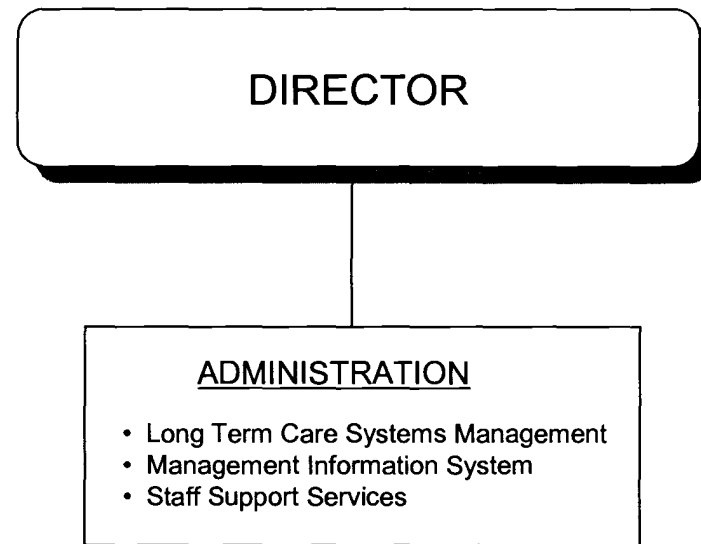 DIRECTOR
ADMINISTRATION
• Long Term Care Systems Management
• Management Information System
• Staff Support Services